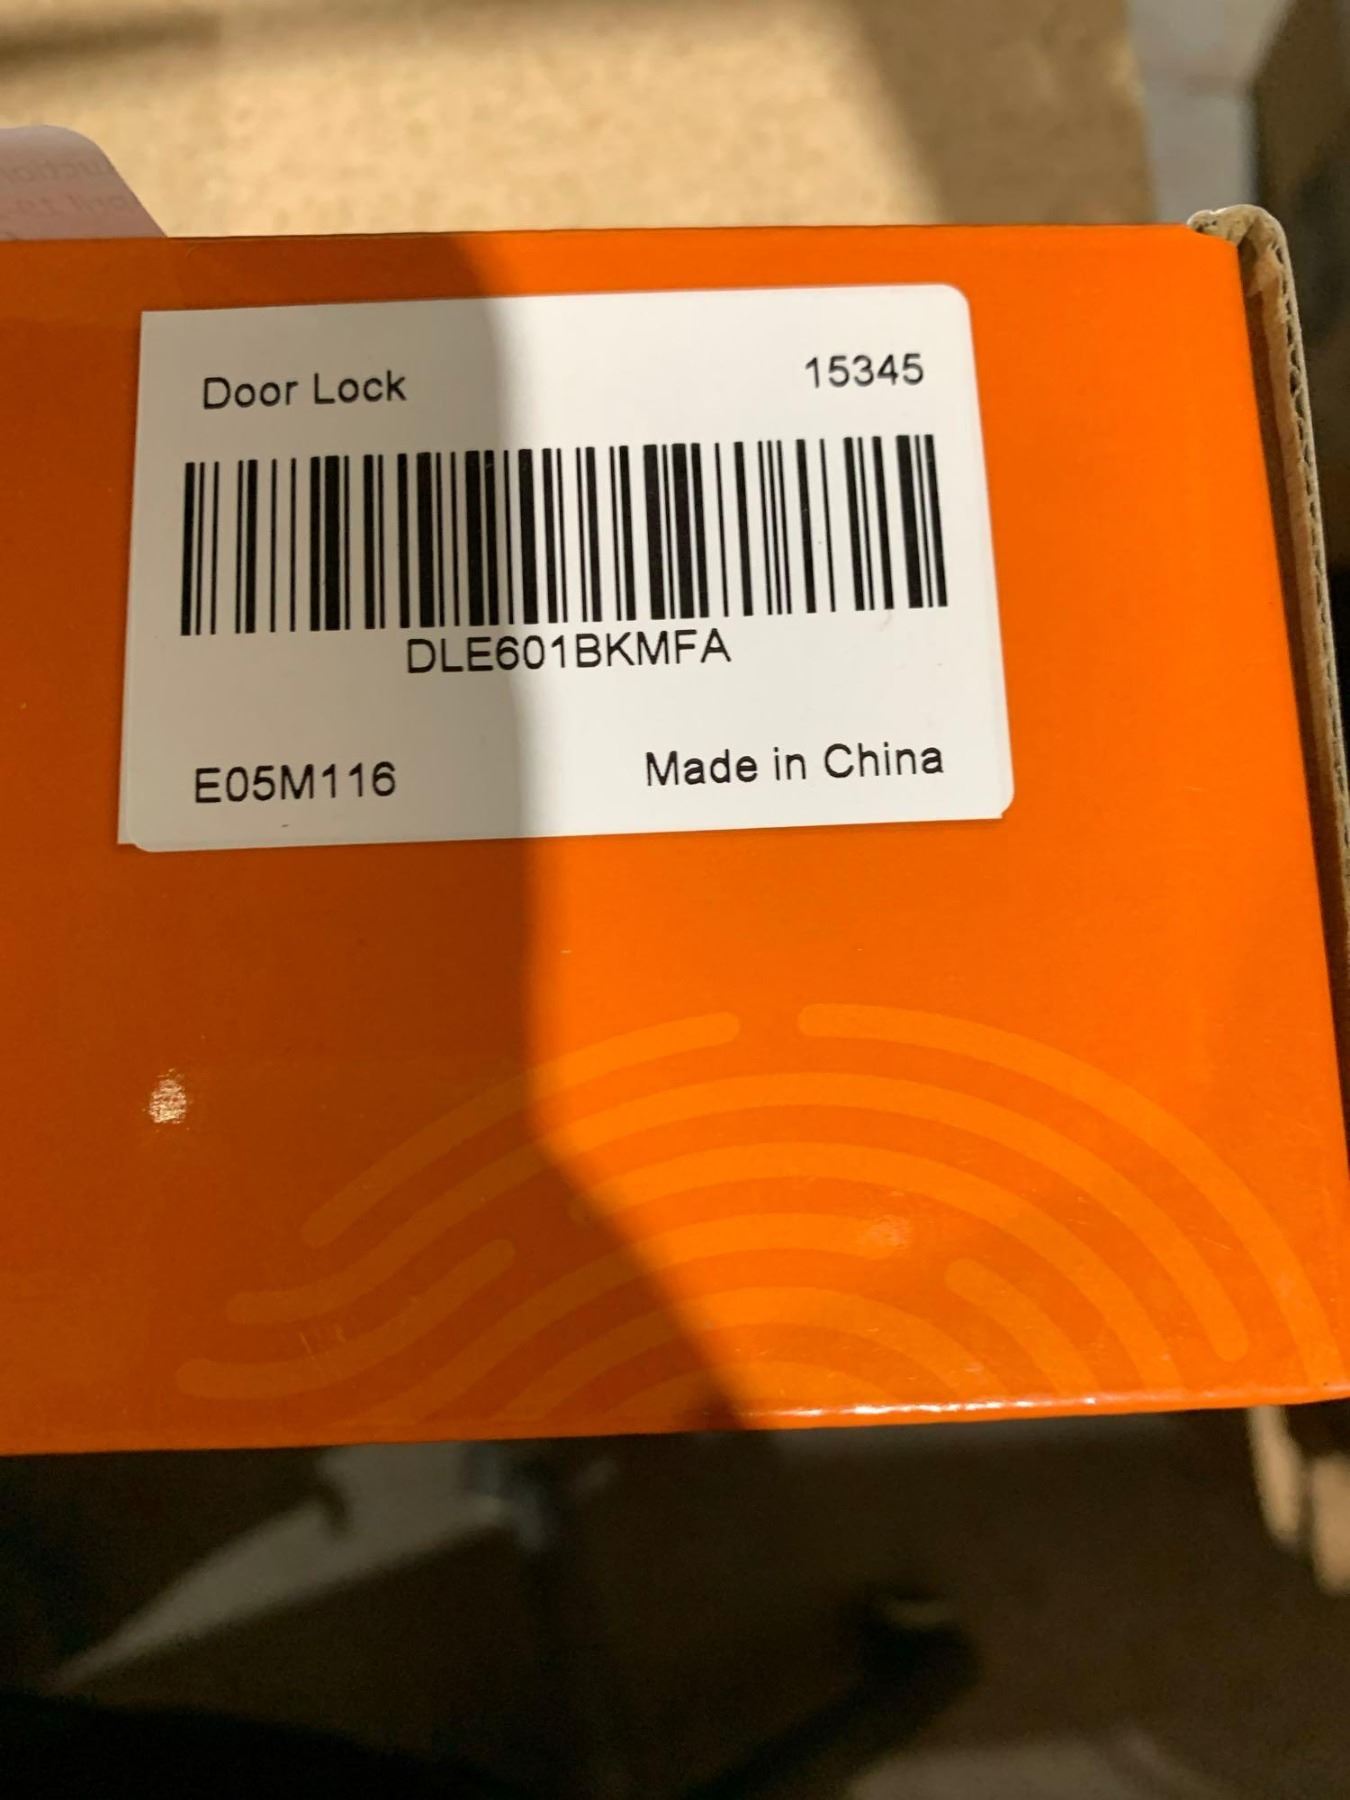 Door Lock
15345
DLE601BKMFA
E05M116
Made in China